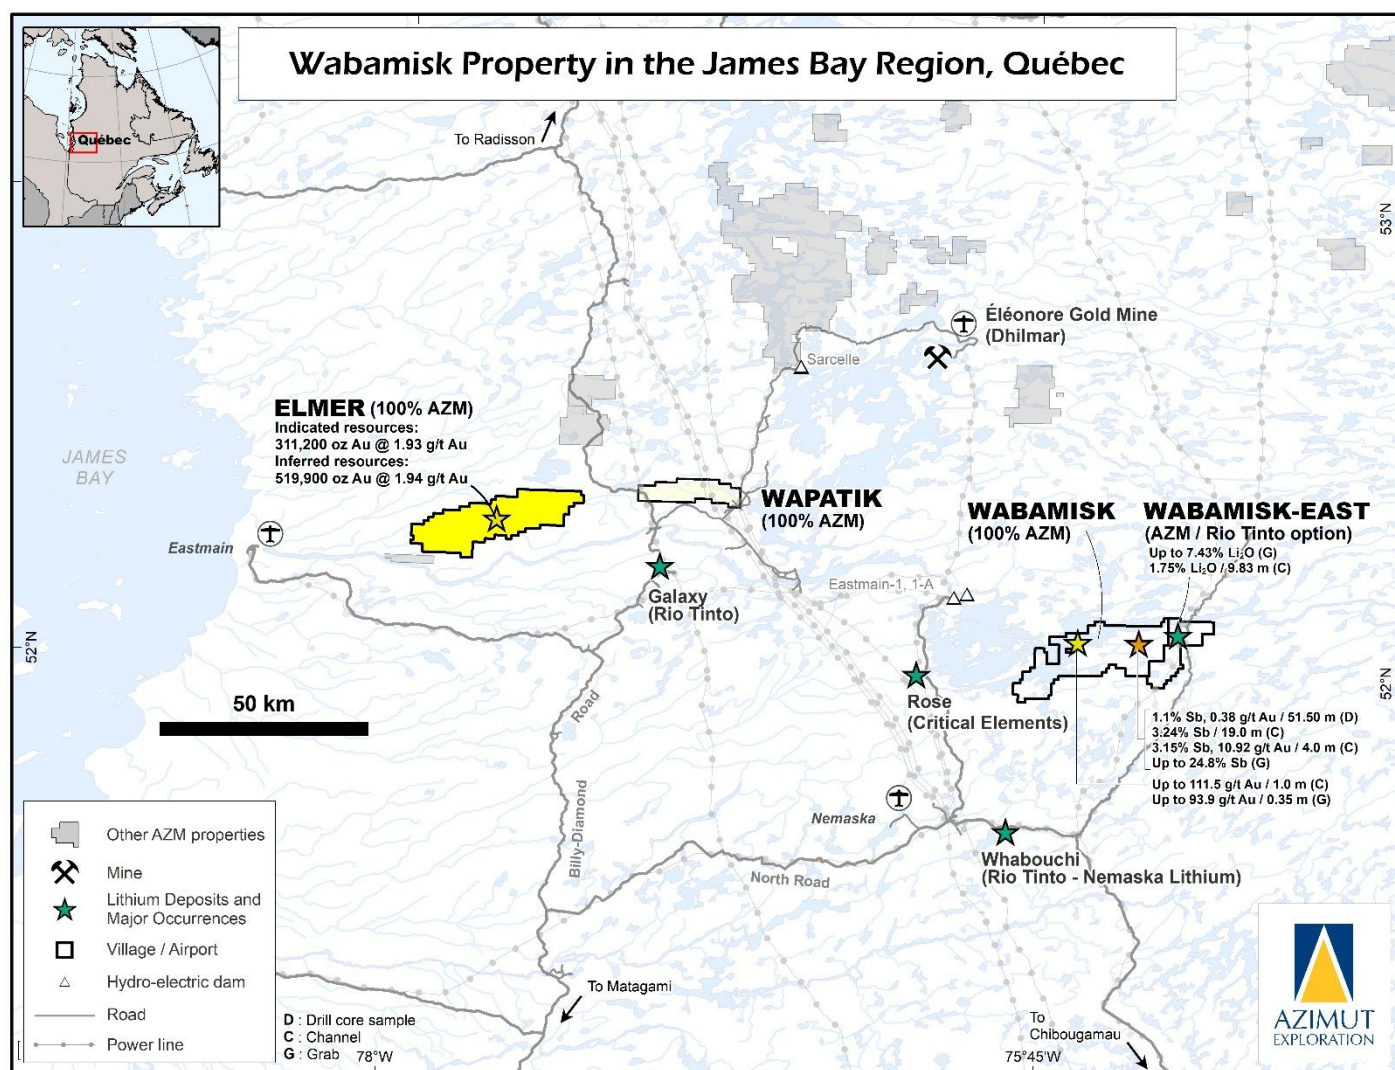 Wabamisk Property in the James Bay Region, Québec
Québec
To Radisson
53°N
Éléonore Gold Mine
(Dhilmar)
Sarcelle
ELMER (100% AZM)
Indicated resources:
311,200 oz Au @ 1.93 g/t Au
Inferred resources:
519,900 oz Au @ 1.94 g/t Au
JAMES
BAY
WAPATIK
(100% AZM)
WABAMISK
(100% AZM)
WABAMISK-EAST
(AZM / Rio Tinto option)
Up to 7.43% Li₂O (G)
1.75% Li₂O / 9.83 m (C)
Eastmain
Eastmain-1, 1-A
Galaxy
(Rio Tinto)
52°N
52°N
50 km
Road
Rose
(Critical Elements)
1.1% Sb, 0.38 g/t Au / 51.50 m (D)
3.24% Sb / 19.0 m (C)
3.15% Sb, 10.92 g/t Au / 4.0 m (C)
Up to 24.8% Sb (G)
Up to 111.5 g/t Au / 1.0 m (C)
Up to 93.9 g/t Au / 0.35 m (G)
Nemaska
Billy-Diamond
North Road
Whabouchi
(Rio Tinto - Nemaska Lithium)
Other AZM properties
Mine
Lithium Deposits and
Major Occurrences
Village / Airport
Hydro-electric dam
Road
Power line
To Matagami
D : Drill core sample
C : Channel
G : Grab
78°W
To
Chibougamau
75°45'W
AZIMUT
EXPLORATION